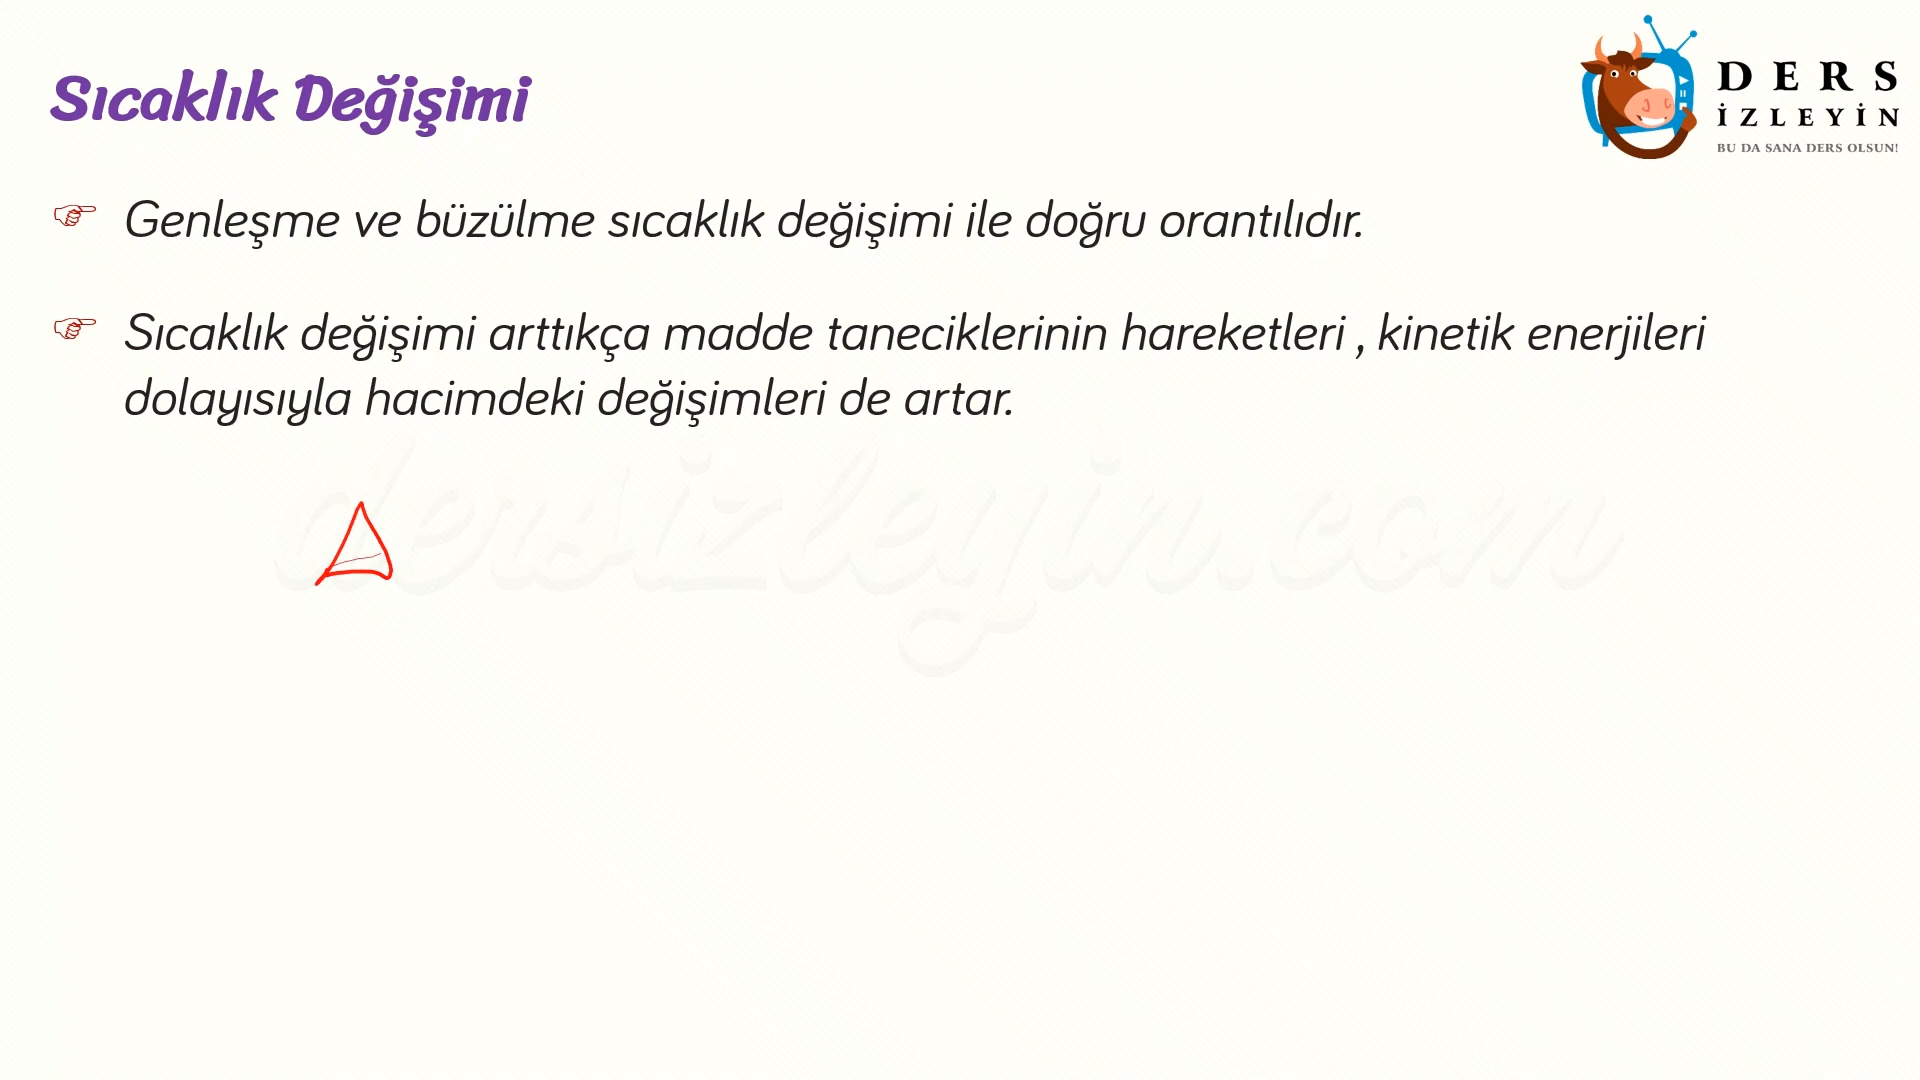 Sıcaklık Değişimi
DERS
İZLEYİN
BU DA SANA DERS OLSUN!
Genleşme ve büzülme sıcaklık değişimi ile doğru orantılıdır.
Sıcaklık değişimi arttıkça madde taneciklerinin hareketleri , kinetik enerjileri
dolayısıyla hacimdeki değişimleri de artar.
dersizleyin.com
Δ